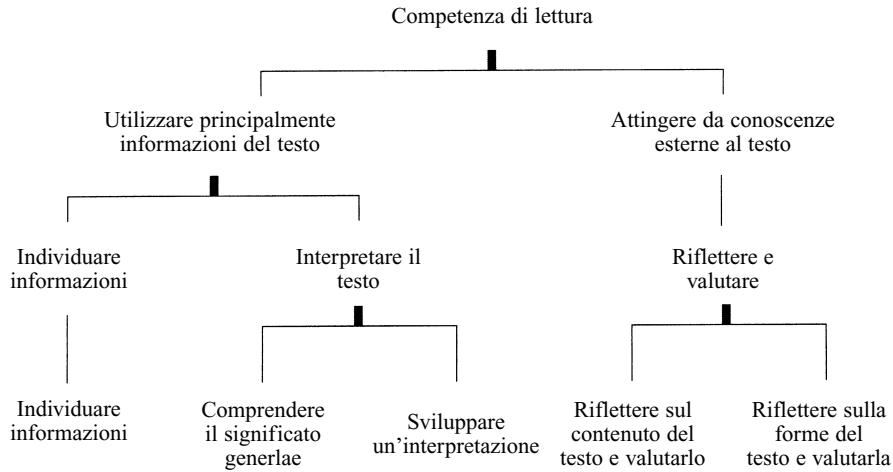 Competenza di lettura
Utilizzare principalmente
informazioni del testo
Attingere da conoscenze
esterne al testo
Individuare
informazioni
Interpretare il
testo
Riflettere e
valutare
Individuare
informazioni
Comprendere
il significato
generlae
Sviluppare
un'interpretazione
Riflettere sul
contenuto del
testo e valutarlo
Riflettere sulla
forme del
testo e valutarla